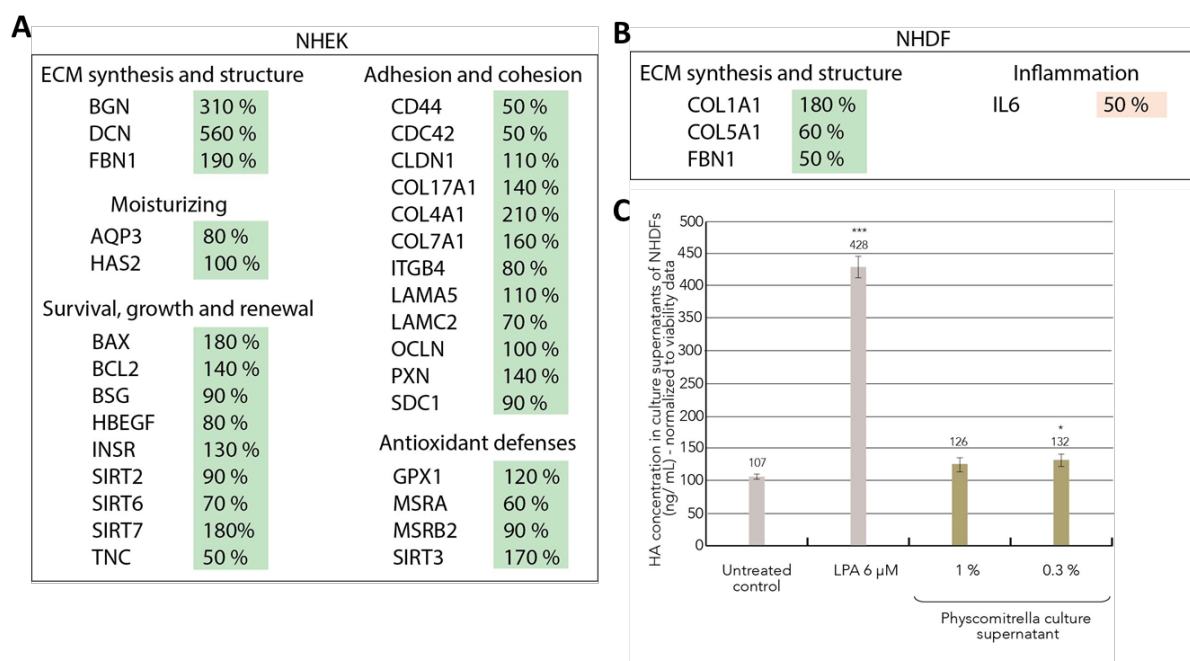 A
NHEK
ECM synthesis and structure
BGN 310 %
DCN 560 %
FBN1 190 %
Moisturizing
AQP3 80 %
HAS2 100 %
Survival, growth and renewal
BAX 180 %
BCL2 140 %
BSG 90 %
HBEGF 80 %
INSR 130 %
SIRT2 90 %
SIRT6 70 %
SIRT7 180%
TNC 50 %
Adhesion and cohesion
CD44 50 %
CDC42 50 %
CLDN1 110 %
COL17A1 140 %
COL4A1 210 %
COL7A1 160 %
ITGB4 80 %
LAMA5 110 %
LAMC2 70 %
OCLN 100 %
PXN 140 %
SDC1 90 %
Antioxidant defenses
GPX1 120 %
MSRA 60 %
MSRB2 90 %
SIRT3 170 %
B
NHDF
ECM synthesis and structure
COL1A1 180 %
COL5A1 60 %
FBN1 50 %
Inflammation
IL6 50 %
C
HA concentration in culture supernatants of NHDFs
(ng/ mL) - normalized to viability data
500
450
400
350
300
250
200
150
100
50
0
107
***
428
126
*
132
Untreated
control
LPA 6 µM
1 %
0.3 %
Physcomitrella culture
supernatant